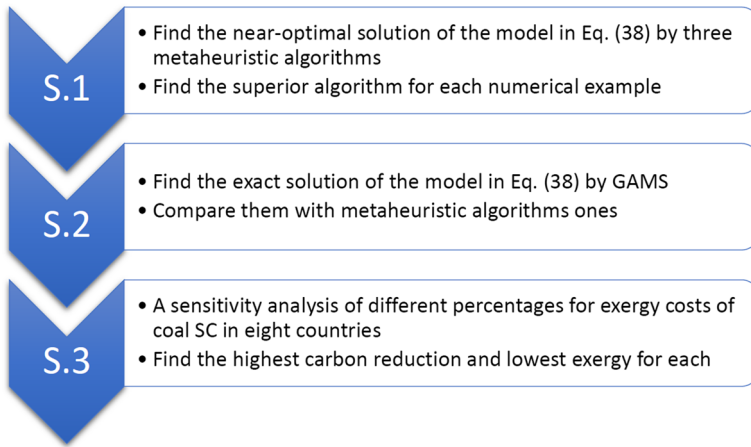 S.1
• Find the near-optimal solution of the model in Eq. (38) by three
metaheuristic algorithms
• Find the superior algorithm for each numerical example
S.2
• Find the exact solution of the model in Eq. (38) by GAMS
• Compare them with metaheuristic algorithms ones
S.3
• A sensitivity analysis of different percentages for exergy costs of
coal SC in eight countries
• Find the highest carbon reduction and lowest exergy for each